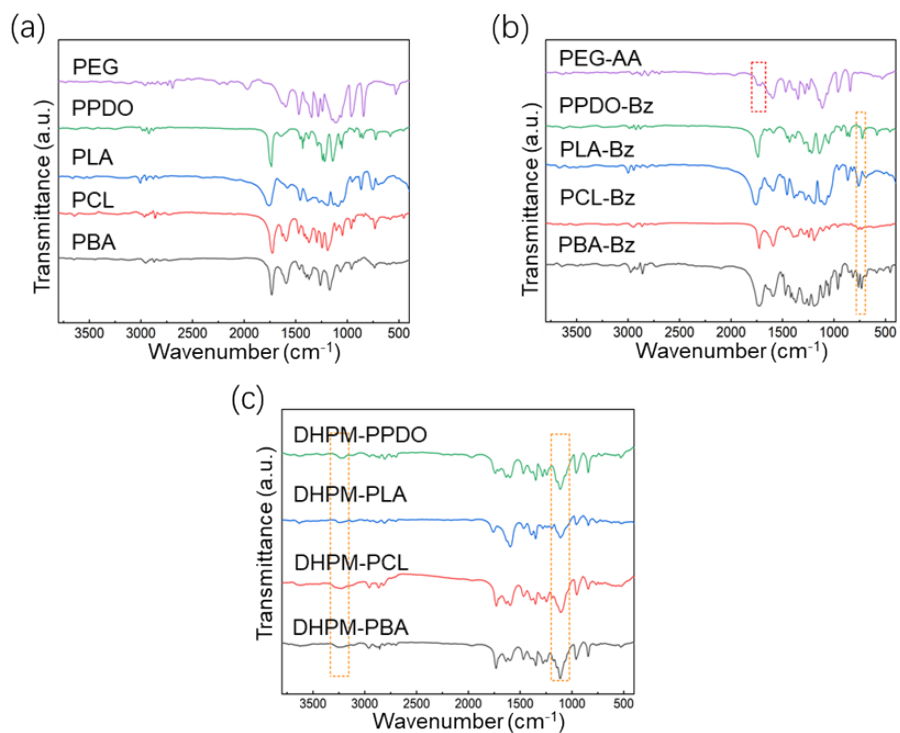 (a)
PEG
PPDO
PLA
PCL
PBA
Transmittance (a.u.)
3500 3000 2500 2000 1500 1000 500
Wavenumber (cm⁻¹)
(b)
PEG-AA
PPDO-Bz
PLA-Bz
PCL-Bz
PBA-Bz
Transmittance (a.u.)
3500 3000 2500 2000 1500 1000 500
Wavenumber (cm⁻¹)
(c)
DHPM-PPDO
DHPM-PLA
DHPM-PCL
DHPM-PBA
Transmittance (a.u.)
3500 3000 2500 2000 1500 1000 500
Wavenumber (cm⁻¹)